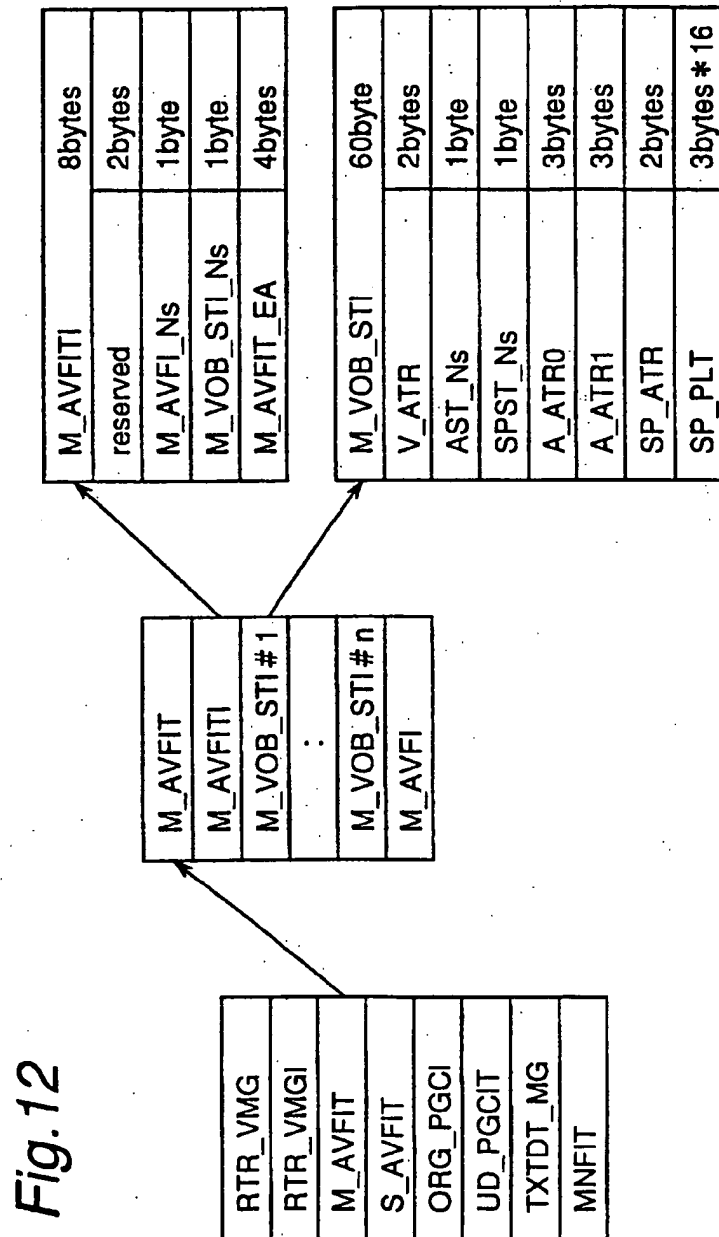 Fig.12
RTR_VMG
RTR_VMGI
M_AVFIT
S_AVFIT
ORG_PGCI
UD_PGCIT
TXTDT_MG
MNFIT
M_AVFIT
M_AVFITI
M_VOB_STI#1
:
M_VOB_STI#n
M_AVFI
M_AVFITI 8bytes
reserved 2bytes
M_AVFI_Ns 1byte
M_VOB_STI_Ns 1byte
M_AVFIT_EA 4bytes
M_VOB_STI 60byte
V_ATR 2bytes
AST_Ns 1byte
SPST_Ns 1byte
A_ATR0 3bytes
A_ATR1 3bytes
SP_ATR 2bytes
SP_PLT 3bytes*16